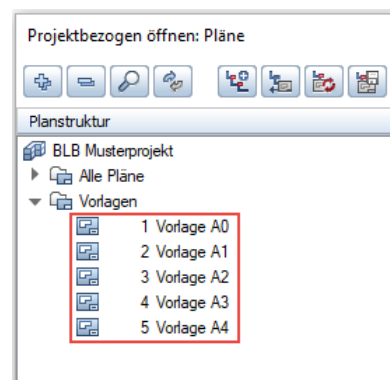 Projektbezogen öffnen: Pläne
Planstruktur
BLB Musterprojekt
Alle Pläne
Vorlagen
1 Vorlage A0
2 Vorlage A1
3 Vorlage A2
4 Vorlage A3
5 Vorlage A4